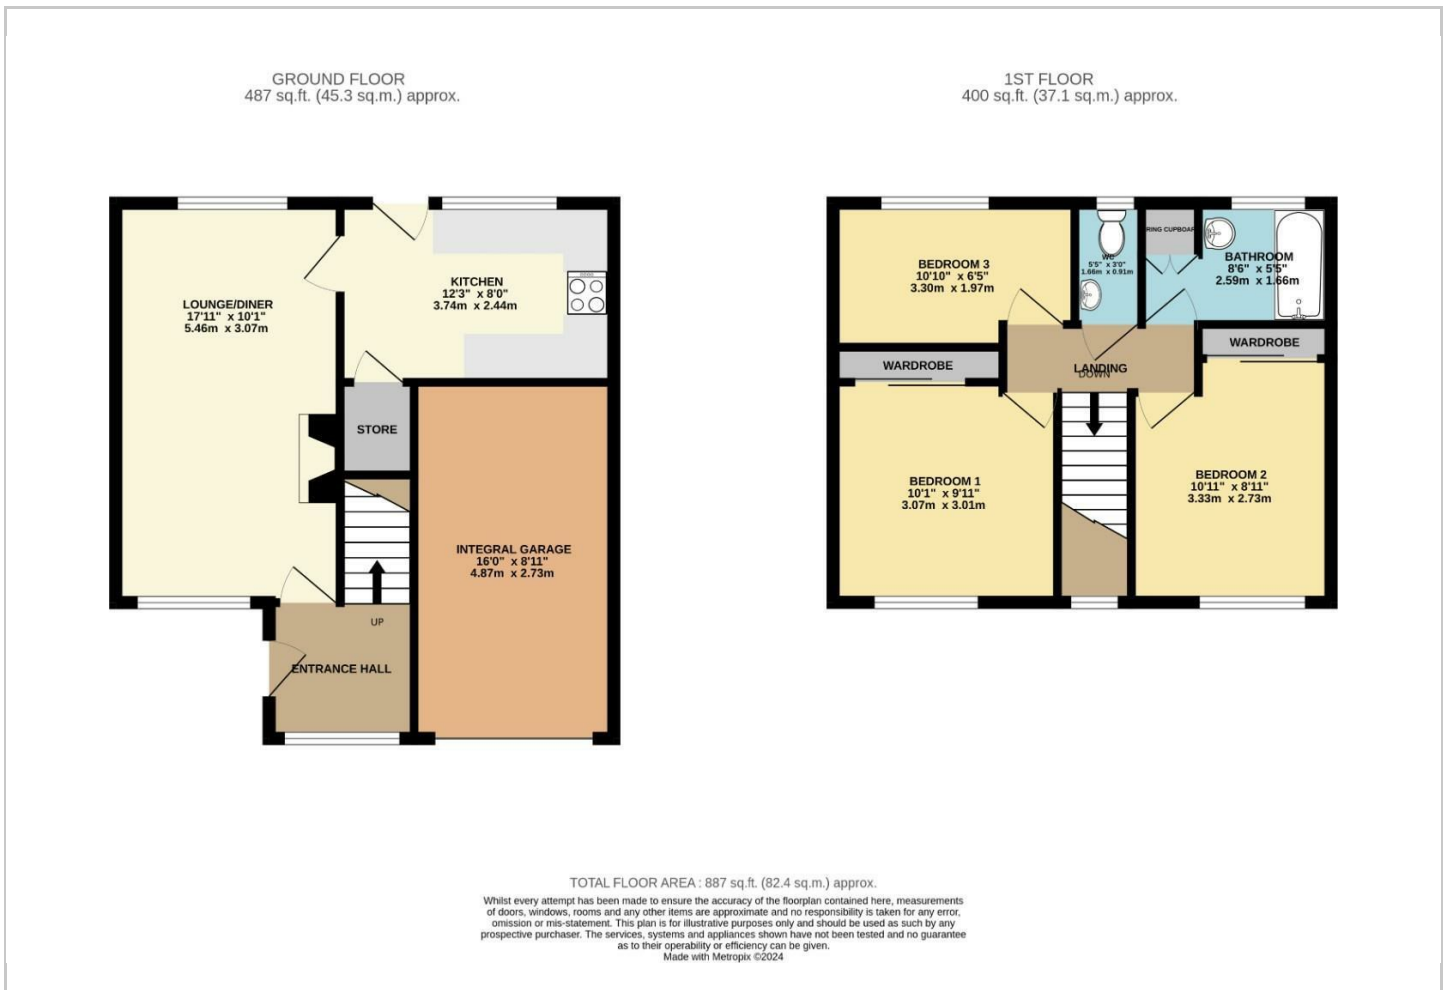 GROUND FLOOR
487 sq.ft. (45.3 sq.m.) approx.
LOUNGE/DINER
17'11" x 10'1"
5.46m x 3.07m
KITCHEN
12'3" x 8'0"
3.74m x 2.44m
STORE
INTEGRAL GARAGE
16'0" x 8'11"
4.87m x 2.73m
UP
ENTRANCE HALL
1ST FLOOR
400 sq.ft. (37.1 sq.m.) approx.
BEDROOM 3
10'10" x 6'5"
3.30m x 1.97m
WC
5'5" x 3'0"
1.66m x 0.91m
RING CUPBOAR
BATHROOM
8'6" x 5'5"
2.59m x 1.66m
WARDROBE
WARDROBE
LANDING
DOWN
BEDROOM 1
10'1" x 9'11"
3.07m x 3.01m
BEDROOM 2
10'11" x 8'11"
3.33m x 2.73m
TOTAL FLOOR AREA : 887 sq.ft. (82.4 sq.m.) approx.
Whilst every attempt has been made to ensure the accuracy of the floorplan contained here, measurements
of doors, windows, rooms and any other items are approximate and no responsibility is taken for any error,
omission or mis-statement. This plan is for illustrative purposes only and should be used as such by any
prospective purchaser. The services, systems and appliances shown have not been tested and no guarantee
as to their operability or efficiency can be given.
Made with Metropix ©2024